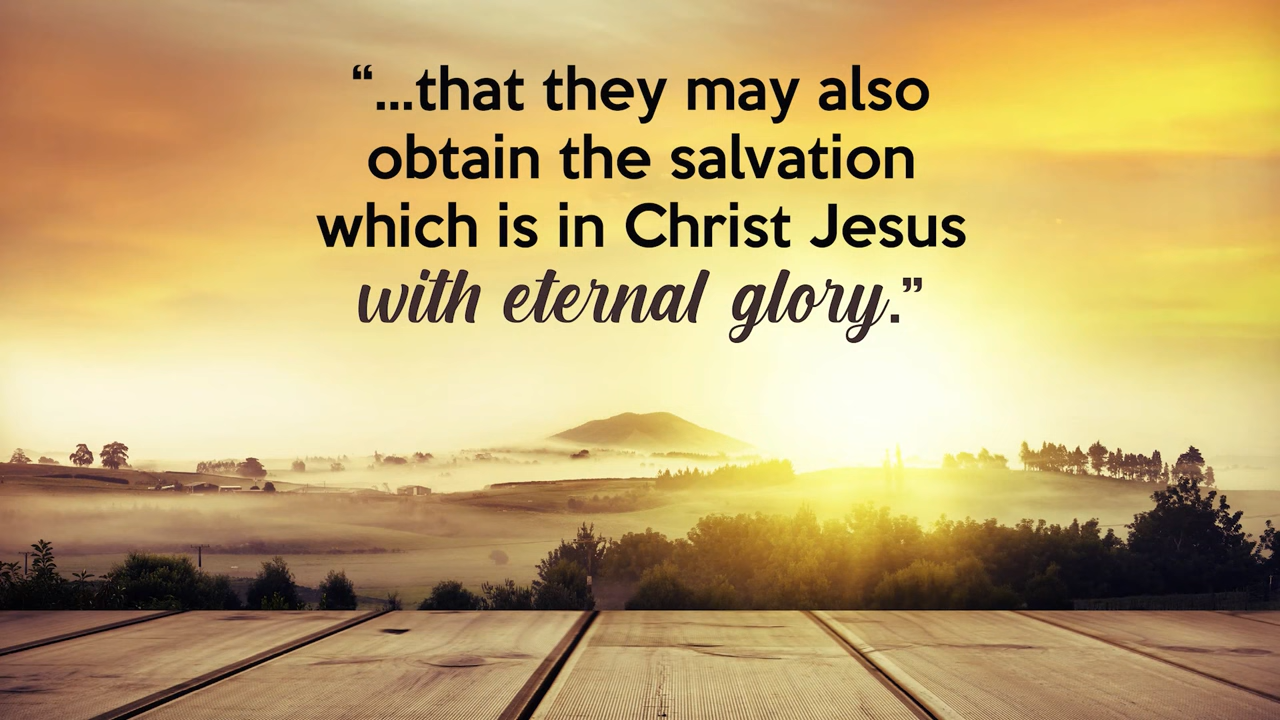 “...that they may also
obtain the salvation
which is in Christ Jesus
with eternal glory.”